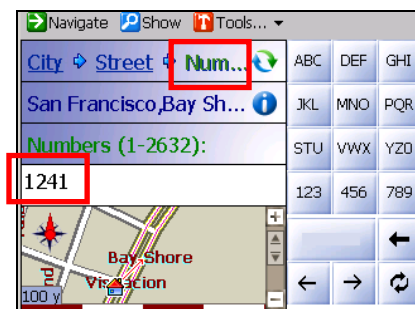 Navigate Show Tools...
City Street Num...
San Francisco,Bay Sh...
Numbers (1-2632):
1241
Bay Shore
100 y
ABC DEF GHI
JKL MNO PQR
STU VWX YZ0
123 456 789